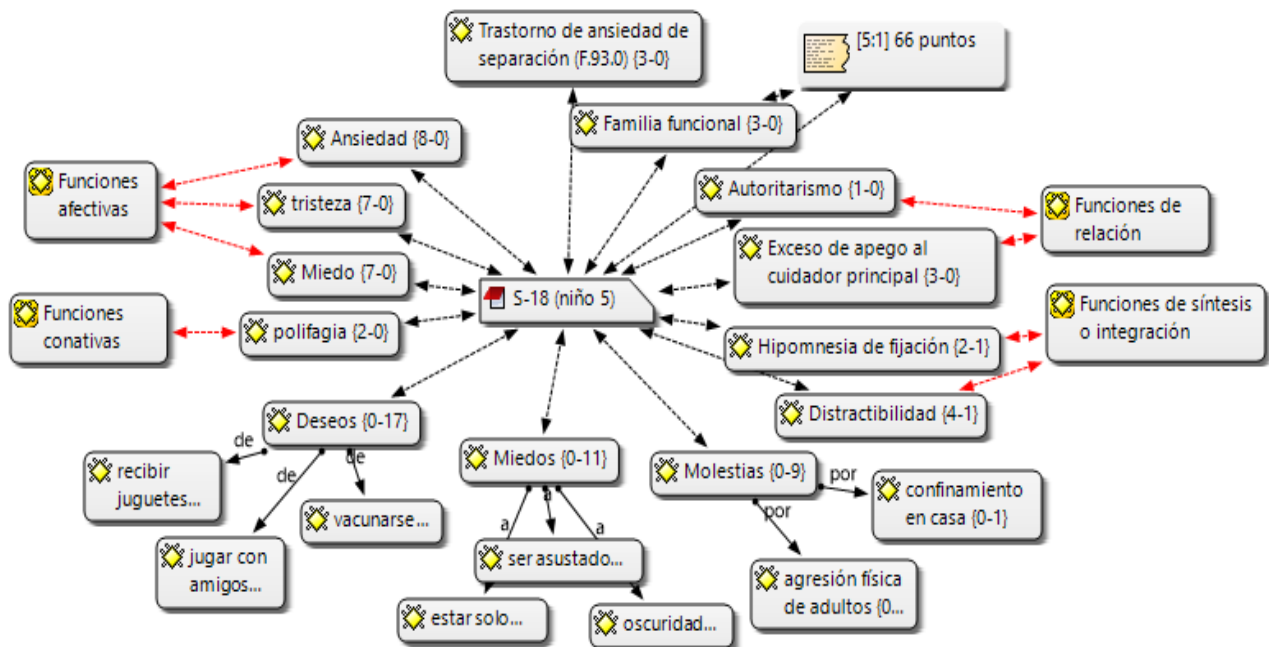 Trastorno de ansiedad de
separación (F.93.0) {3-0}
[5:1] 66 puntos
Familia funcional {3-0}
Ansiedad {8-0}
Funciones
afectivas
tristeza {7-0}
Miedo {7-0}
Autoritarismo {1-0}
Funciones de
relación
Exceso de apego al
cuidador principal {3-0}
S-18 (niño 5)
Funciones
conativas
polifagia {2-0}
Funciones de síntesis
o integración
Hipomnesia de fijación {2-1}
Distractibilidad {4-1}
Deseos {0-17}
de
de
de
recibir
juguetes...
vacunarse...
jugar con
amigos...
Miedos {0-11}
a
a
a
ser asustado...
estar solo...
oscuridad...
Molestias {0-9}
por
por
confinamiento
en casa {0-1}
agresión física
de adultos {0...